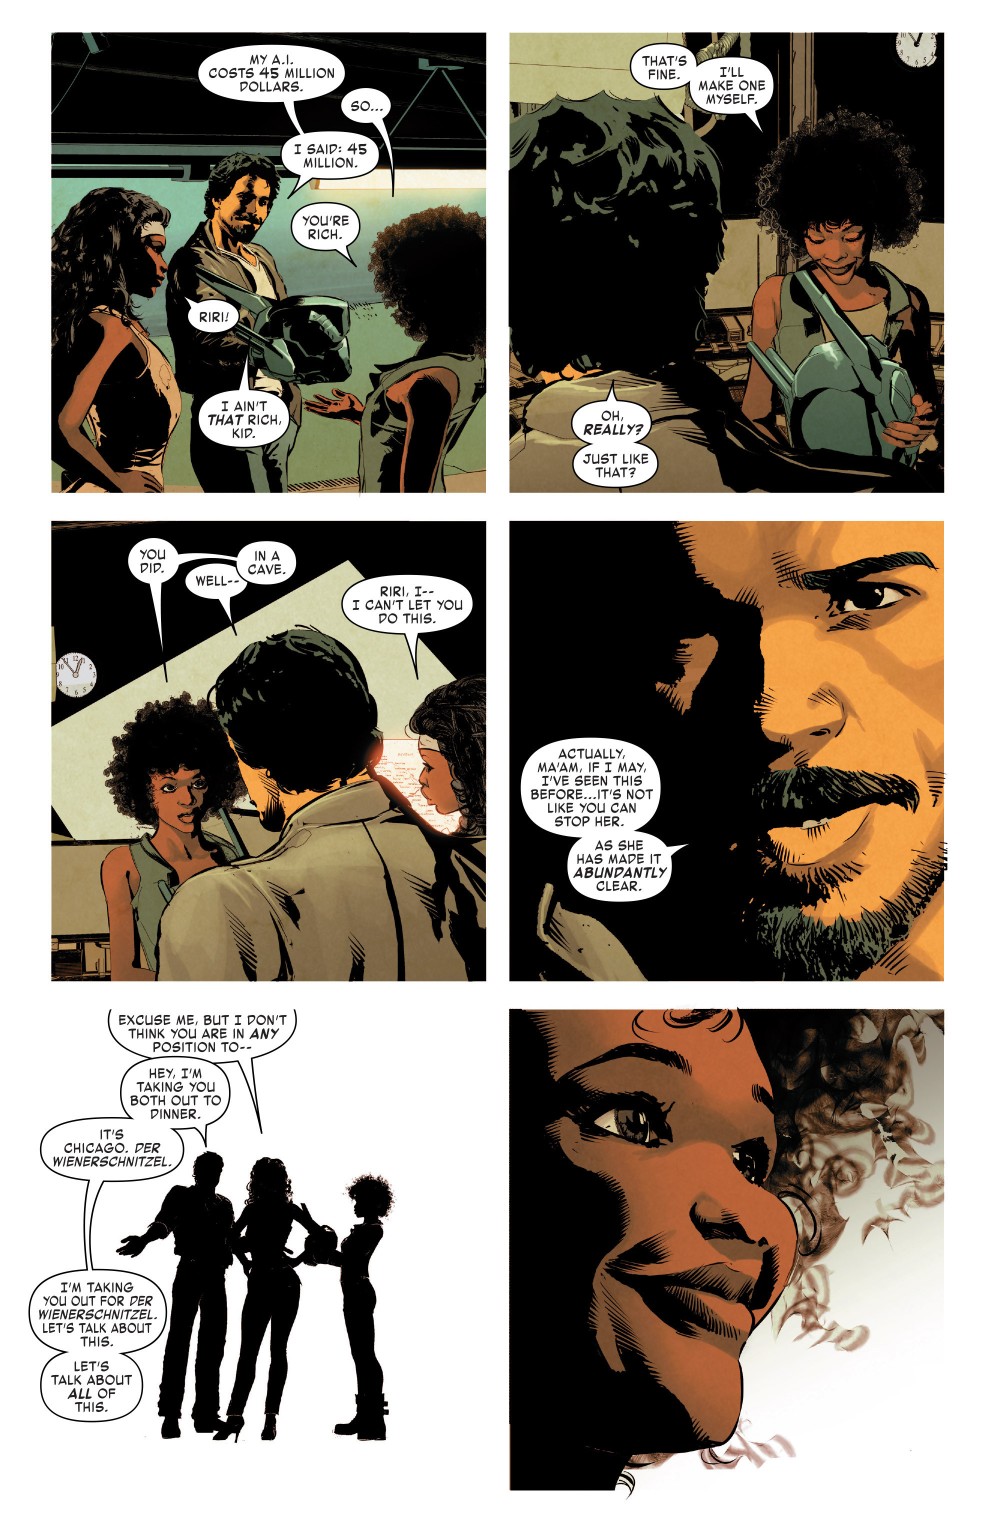 MY A.I.
COSTS 45 MILLION
DOLLARS.
SO...
I SAID: 45
MILLION.
YOU'RE
RICH.
RIRI!
I AIN'T
THAT RICH,
KID.
THAT'S
FINE.
I'LL
MAKE ONE
MYSELF.
OH,
REALLY?
JUST LIKE
THAT?
YOU
DID.
WELL--
IN A
CAVE.
RIRI, I--
I CAN'T LET YOU
DO THIS.
ACTUALLY,
MA'AM, IF I MAY,
I'VE SEEN THIS
BEFORE...IT'S NOT
LIKE YOU CAN
STOP HER.
AS SHE
HAS MADE IT
ABUNDANTLY
CLEAR.
EXCUSE ME, BUT I DON'T
THINK YOU ARE IN ANY
POSITION TO--
HEY, I'M
TAKING YOU
BOTH OUT TO
DINNER.
IT'S
CHICAGO. DER
WIENERSCHNITZEL.
I'M TAKING
YOU OUT FOR DER
WIENERSCHNITZEL.
LET'S TALK ABOUT
THIS.
LET'S
TALK ABOUT
ALL OF
THIS.